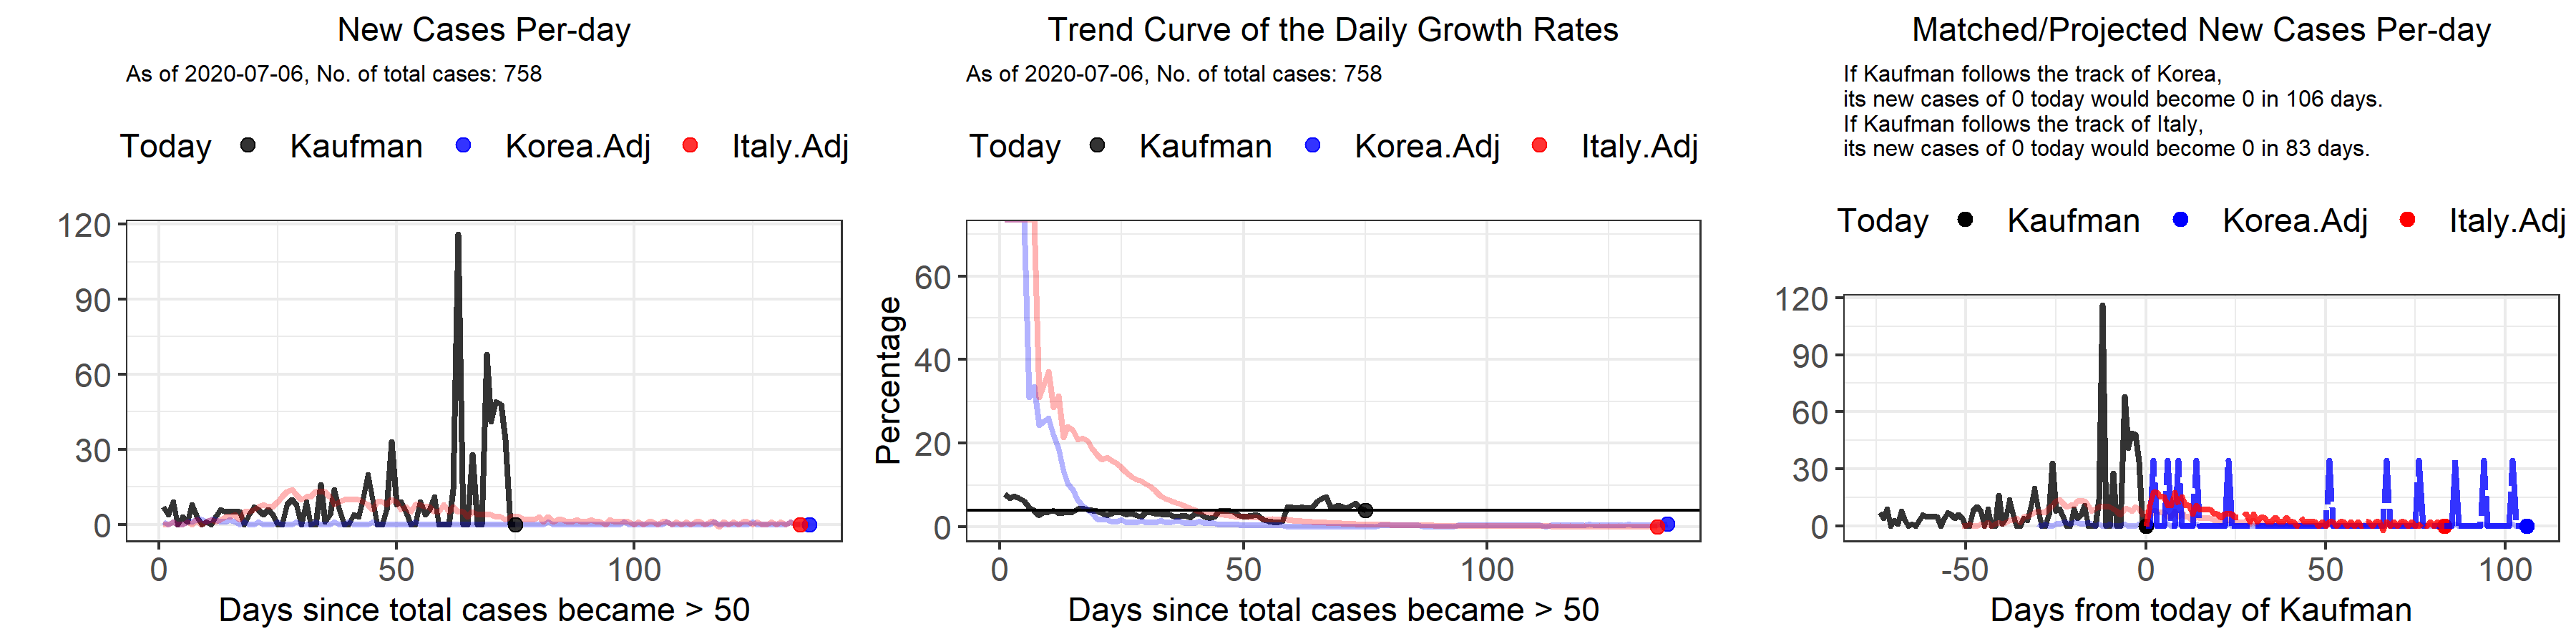 New Cases Per-day
As of 2020-07-06, No. of total cases: 758
Today Kaufman Korea.Adj Italy.Adj
120
90
60
30
0
0 50 100
Days since total cases became > 50
Trend Curve of the Daily Growth Rates
As of 2020-07-06, No. of total cases: 758
Today Kaufman Korea.Adj Italy.Adj
Percentage
60
40
20
0
0 50 100
Days since total cases became > 50
Matched/Projected New Cases Per-day
If Kaufman follows the track of Korea,
its new cases of 0 today would become 0 in 106 days.
If Kaufman follows the track of Italy,
its new cases of 0 today would become 0 in 83 days.
Today Kaufman Korea.Adj Italy.Adj
120
90
60
30
0
-50 0 50 100
Days from today of Kaufman